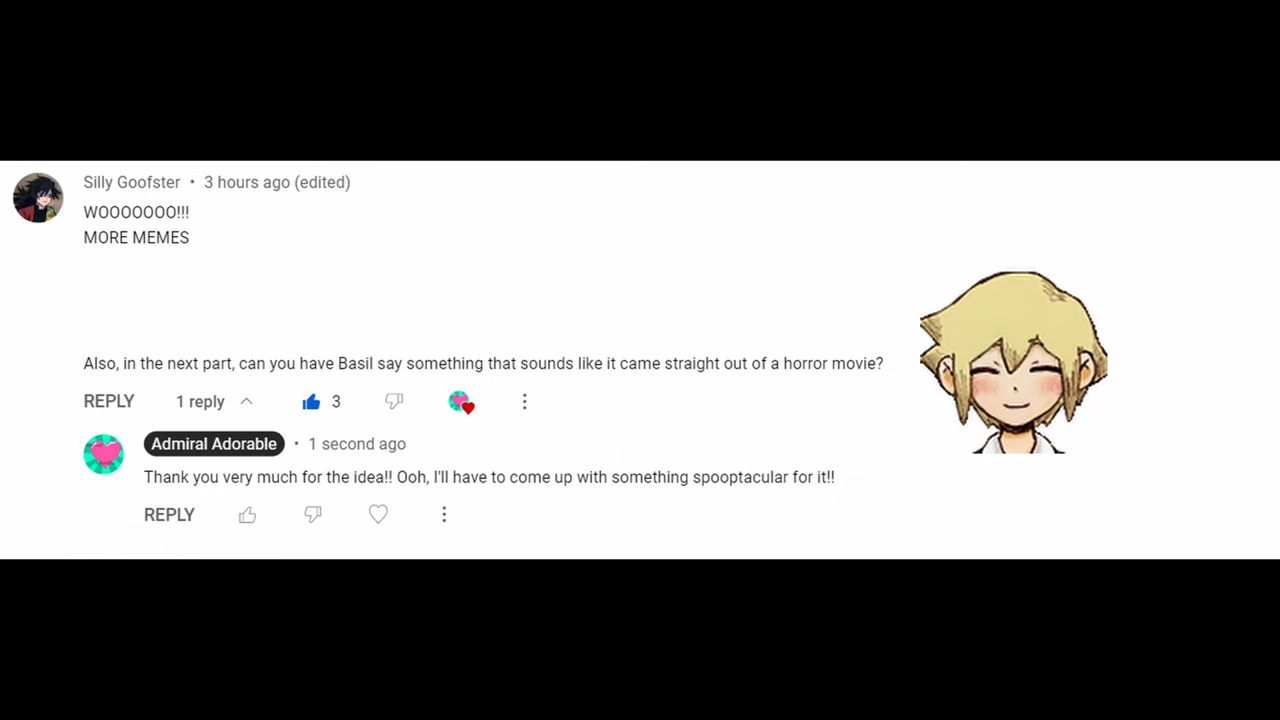 Silly Goofster • 3 hours ago (edited)
WOOOOOOO!!!
MORE MEMES
Also, in the next part, can you have Basil say something that sounds like it came straight out of a horror movie?
REPLY 1 reply 3
Admiral Adorable • 1 second ago
Thank you very much for the idea!! Ooh, I'll have to come up with something spooptacular for it!!
REPLY